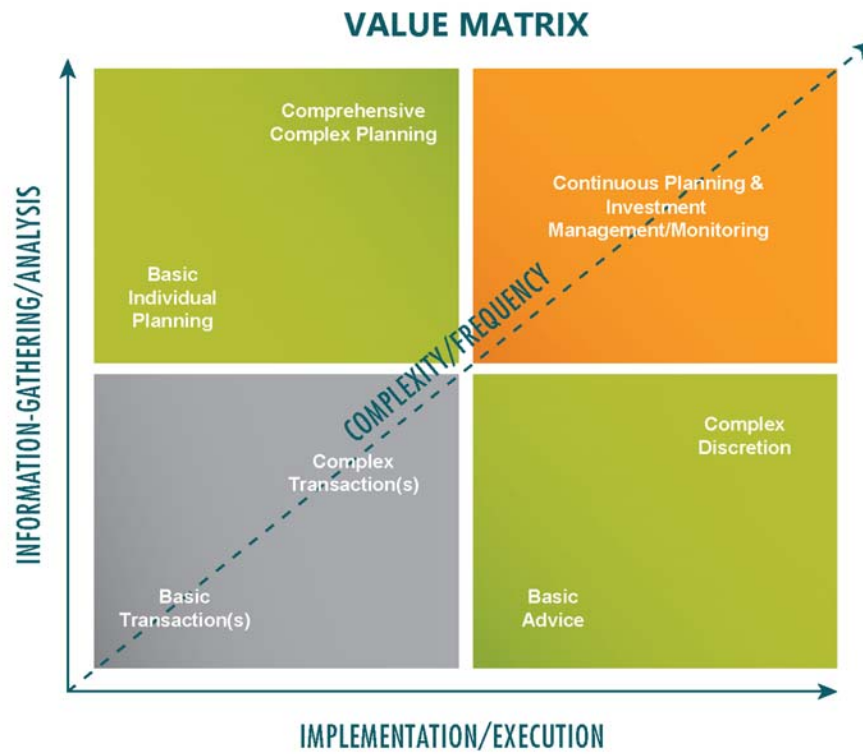 VALUE MATRIX
Comprehensive
Complex Planning
Continuous Planning &
Investment
Management/Monitoring
Basic
Individual
Planning
INFORMATION-GATHERING/ANALYSIS
COMPLEXITY/FREQUENCY
Complex
Transaction(s)
Complex
Discretion
Basic
Transaction(s)
Basic
Advice
IMPLEMENTATION/EXECUTION